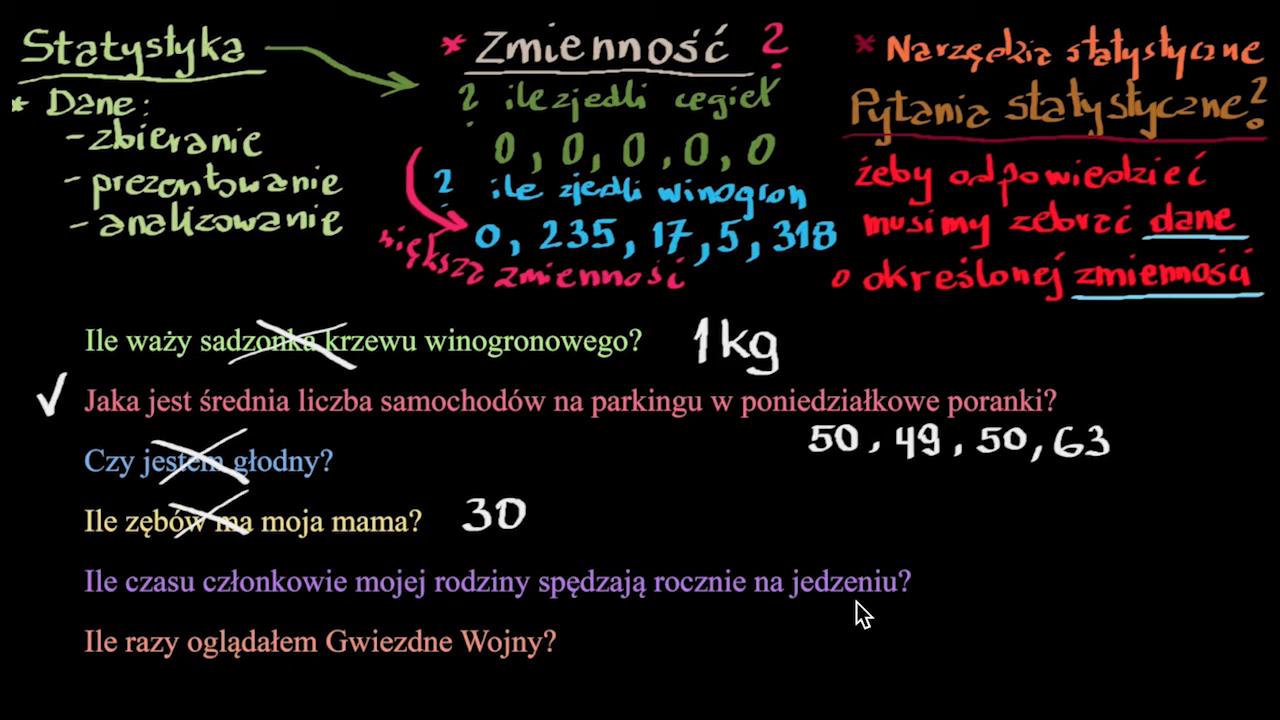 Statystyka
* Dane:
- zbieranie
- prezentowanie
- analizowanie
* Zmienność ?
? ile zjedli cegieł
0, 0, 0, 0, 0
? ile zjedli winogron
0, 235, 17, 5, 318
większa zmienność
* Narzędzia statystyczne
Pytania statystyczne?
żeby odpowiedzieć
musimy zebrać dane
o określonej zmienności
Ile waży sadzonka krzewu winogronowego? 1kg
✓ Jaka jest średnia liczba samochodów na parkingu w poniedziałkowe poranki?
50, 49, 50, 63
Czy jestem głodny?
Ile zębów ma moja mama? 30
Ile czasu członkowie mojej rodziny spędzają rocznie na jedzeniu?
Ile razy oglądałem Gwiezdne Wojny?